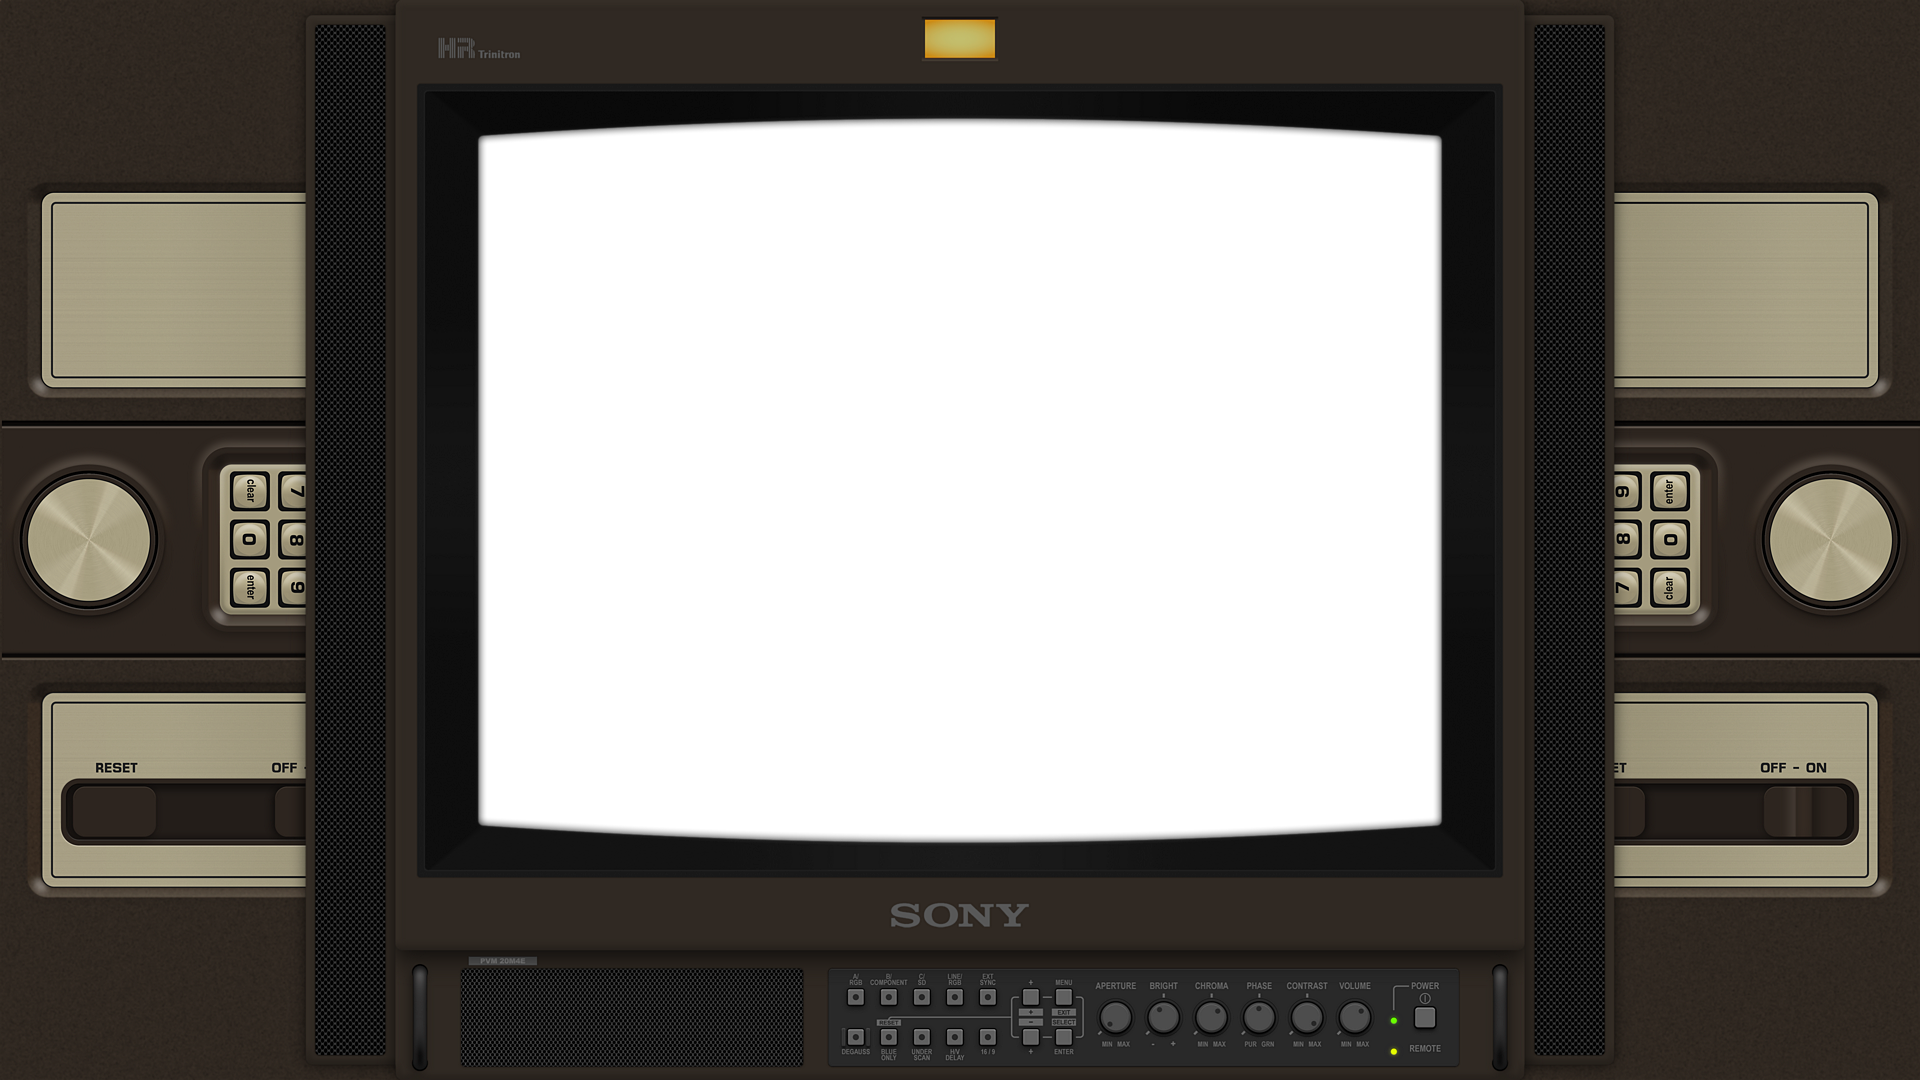 HR Trinitron
clear
7
0
8
enter
9
9
enter
8
0
7
clear
RESET
OFF -
ET
OFF - ON
SONY
PVM 20M4E
A/
RGB
B/
COMPONENT
C/
SD
LINE/
RGB
EXT
SYNC
+
MENU
+
EXIT
-
SELECT
RESET
DEGAUSS
BLUE
ONLY
UNDER
SCAN
H/V
DELAY
16 / 9
+
ENTER
APERTURE
BRIGHT
CHROMA
PHASE
CONTRAST
VOLUME
MIN MAX
- +
MIN MAX
PUR GRN
MIN MAX
MIN MAX
POWER
REMOTE